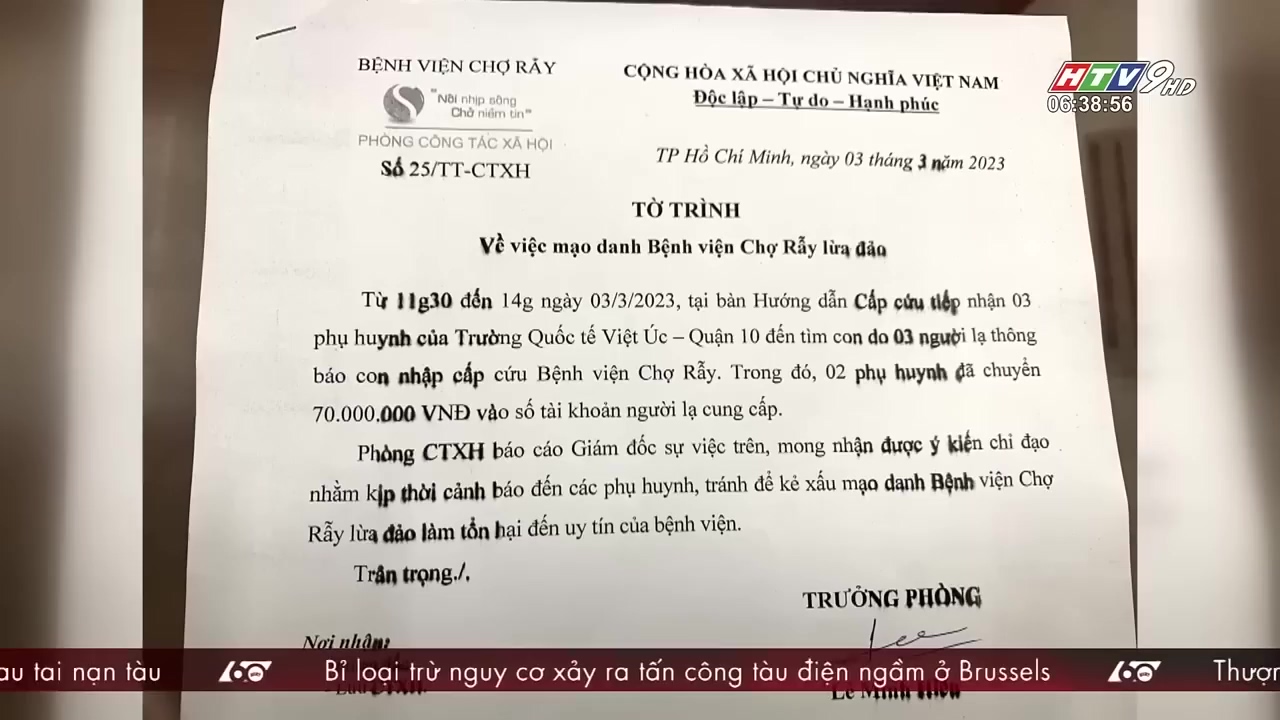 BỆNH VIỆN CHỢ RẪY
"Nối nhịp sống
Chở niềm tin"
PHÒNG CÔNG TÁC XÃ HỘI
Số 25/TT-CTXH
CỘNG HÒA XÃ HỘI CHỦ NGHĨA VIỆT NAM
Độc lập – Tự do – Hạnh phúc
HTV9 HD
06:38:56
TP Hồ Chí Minh, ngày 03 tháng 3 năm 2023
TỜ TRÌNH
Về việc mạo danh Bệnh viện Chợ Rẫy lừa đảo
Từ 11g30 đến 14g ngày 03/3/2023, tại bàn Hướng dẫn Cấp cứu tiếp nhận 03
phụ huynh của Trường Quốc tế Việt Úc – Quận 10 đến tìm con do 03 người lạ thông
báo con nhập cấp cứu Bệnh viện Chợ Rẫy. Trong đó, 02 phụ huynh đã chuyển
70.000.000 VNĐ vào số tài khoản người lạ cung cấp.
Phòng CTXH báo cáo Giám đốc sự việc trên, mong nhận được ý kiến chỉ đạo
nhằm kịp thời cảnh báo đến các phụ huynh, tránh để kẻ xấu mạo danh Bệnh viện Chợ
Rẫy lừa đảo làm tổn hại đến uy tín của bệnh viện.
Trân trọng./.
TRƯỞNG PHÒNG
Nơi nhận:
au tai nạn tàu 60 Bỉ loại trừ nguy cơ xảy ra tấn công tàu điện ngầm ở Brussels 60 Thượn